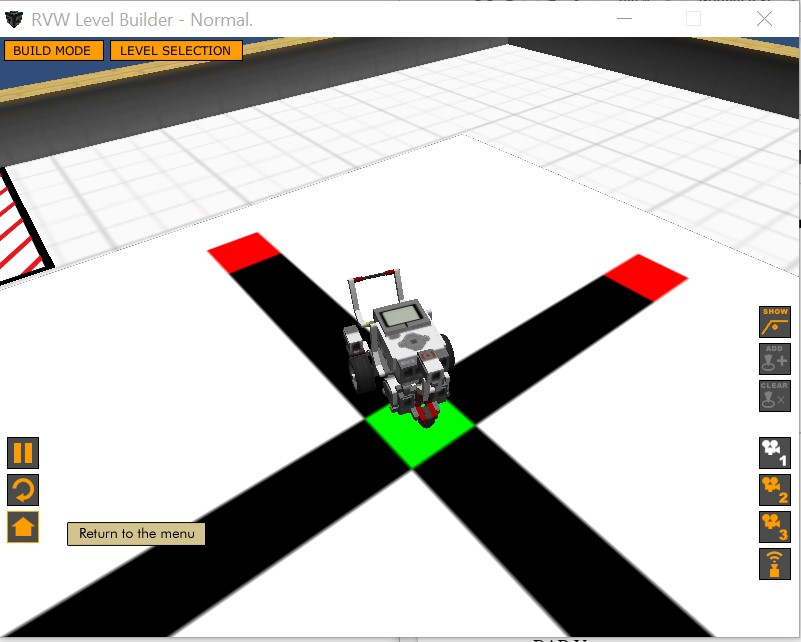 RVW Level Builder - Normal.
BUILD MODE
LEVEL SELECTION
SHOW
ADD
CLEAR
1
2
3
Return to the menu